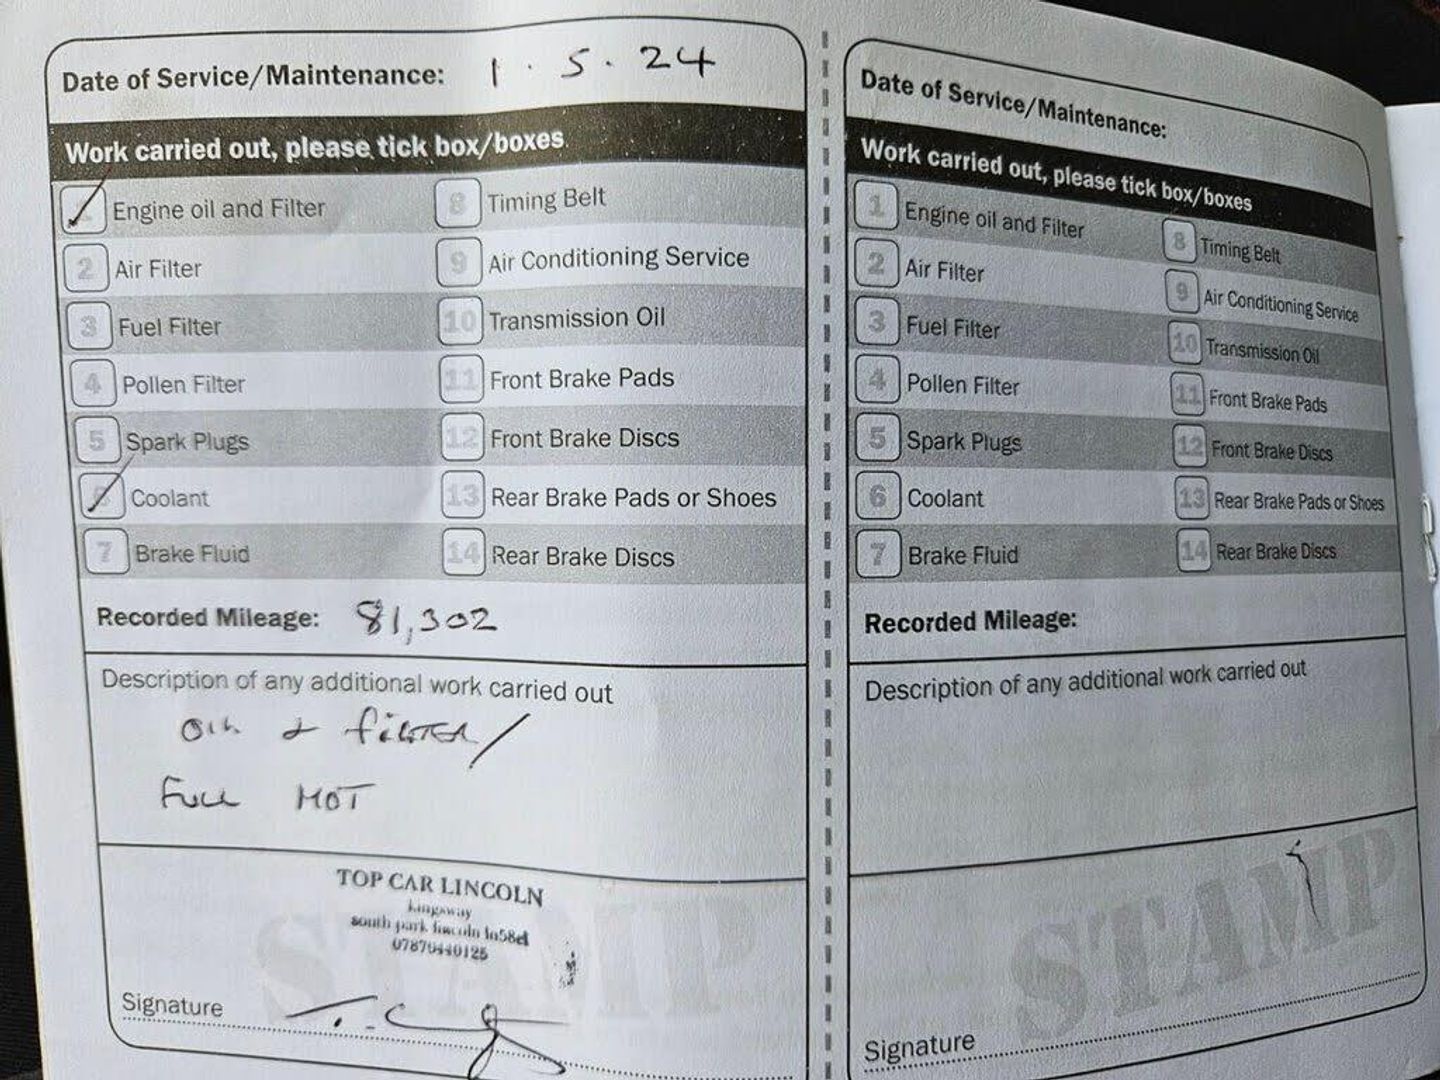 Date of Service/Maintenance: 1.5.24
Work carried out, please tick box/boxes
1 Engine oil and Filter
2 Air Filter
3 Fuel Filter
4 Pollen Filter
5 Spark Plugs
6 Coolant
7 Brake Fluid
8 Timing Belt
9 Air Conditioning Service
10 Transmission Oil
11 Front Brake Pads
12 Front Brake Discs
13 Rear Brake Pads or Shoes
14 Rear Brake Discs
Recorded Mileage: 81,302
Description of any additional work carried out
OIL & FILTER/
FULL MOT
TOP CAR LINCOLN
kingsway
south park lincoln ln58el
07870440125
STAMP
Signature
Date of Service/Maintenance:
Work carried out, please tick box/boxes
1 Engine oil and Filter
2 Air Filter
3 Fuel Filter
4 Pollen Filter
5 Spark Plugs
6 Coolant
7 Brake Fluid
8 Timing Belt
9 Air Conditioning Service
10 Transmission Oil
11 Front Brake Pads
12 Front Brake Discs
13 Rear Brake Pads or Shoes
14 Rear Brake Discs
Recorded Mileage:
Description of any additional work carried out
STAMP
Signature